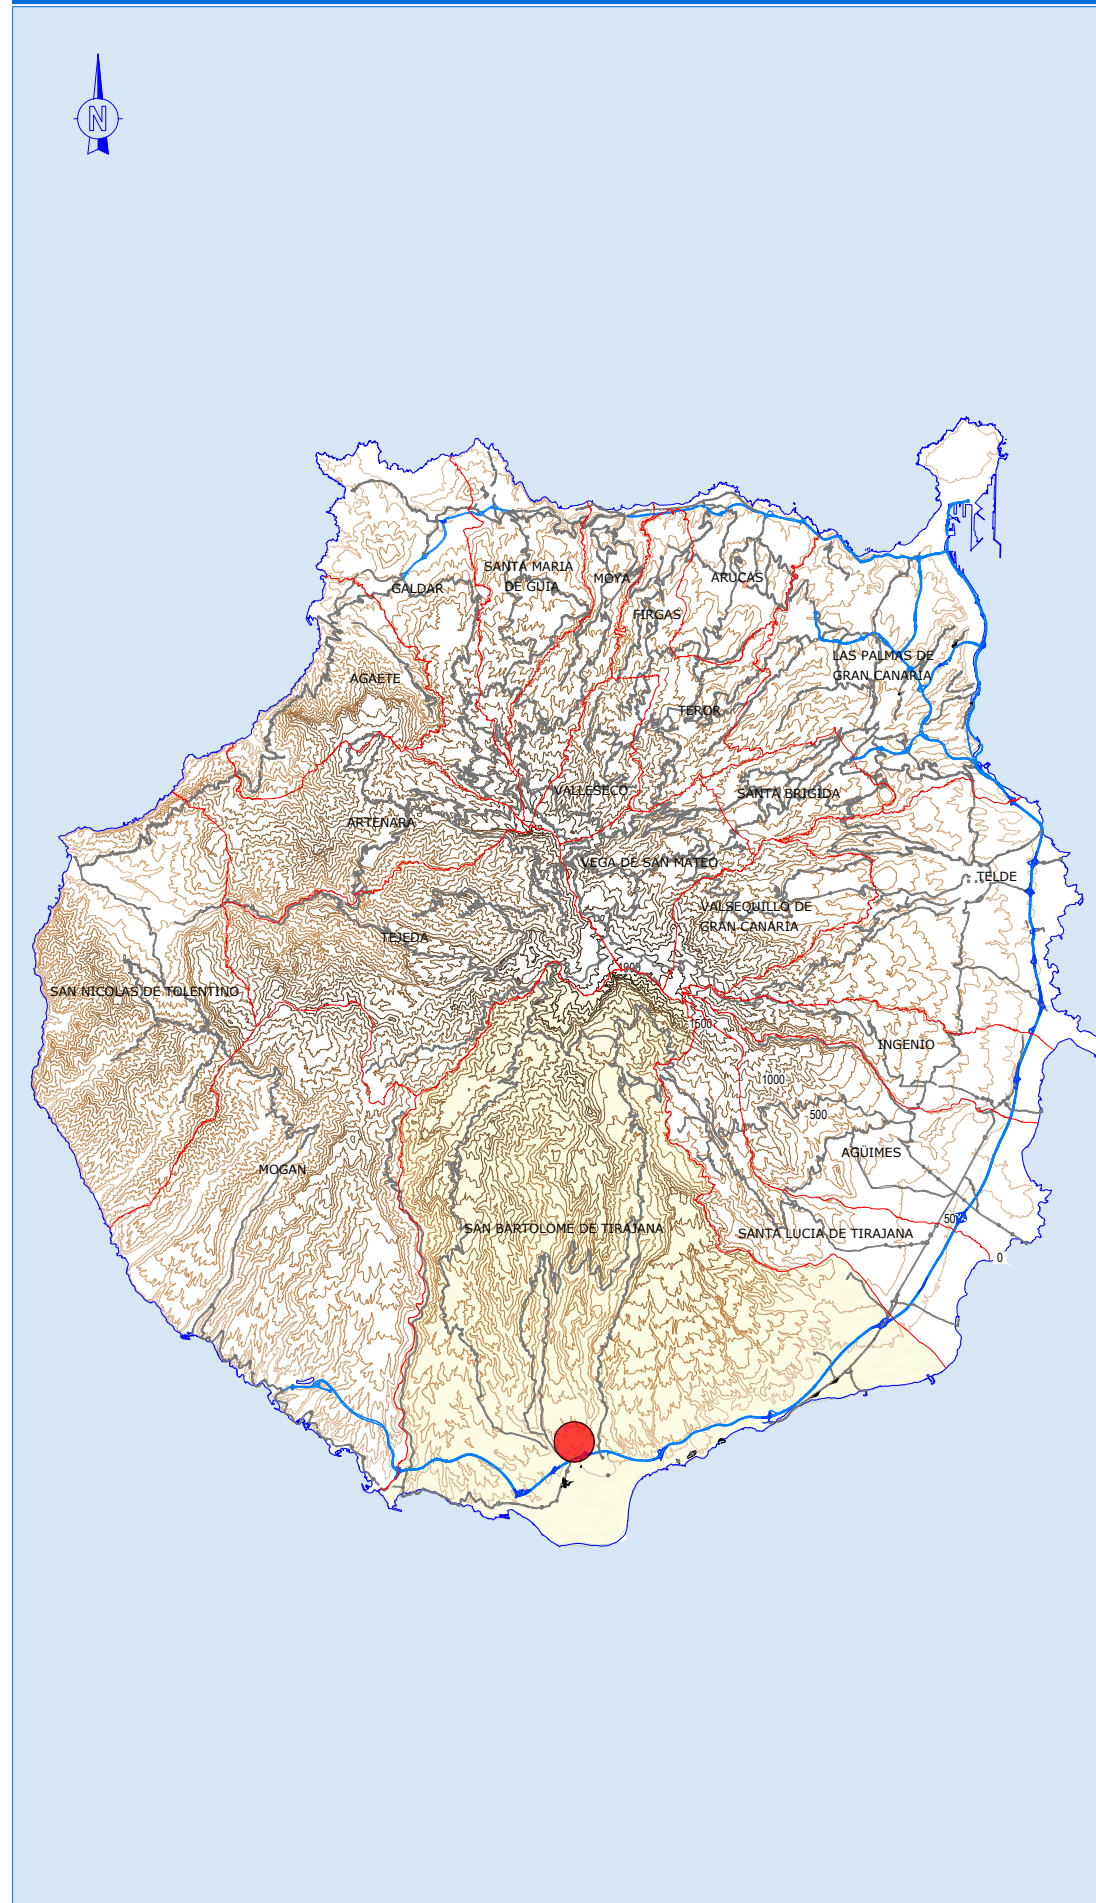 N
SANTA MARIA
DE GUIA
MOYA
ARUCAS
GALDAR
FIRGAS
LAS PALMAS DE
GRAN CANARIA
AGAETE
TEROR
VALLESECO
SANTA BRIGIDA
ARTENARA
VEGA DE SAN MATEO
TELDE
VALSEQUILLO DE
GRAN CANARIA
TEJEDA
SAN NICOLAS DE TOLENTINO
1900
1500
INGENIO
1000
500
AGÜIMES
MOGAN
50
SAN BARTOLOME DE TIRAJANA
SANTA LUCIA DE TIRAJANA
0